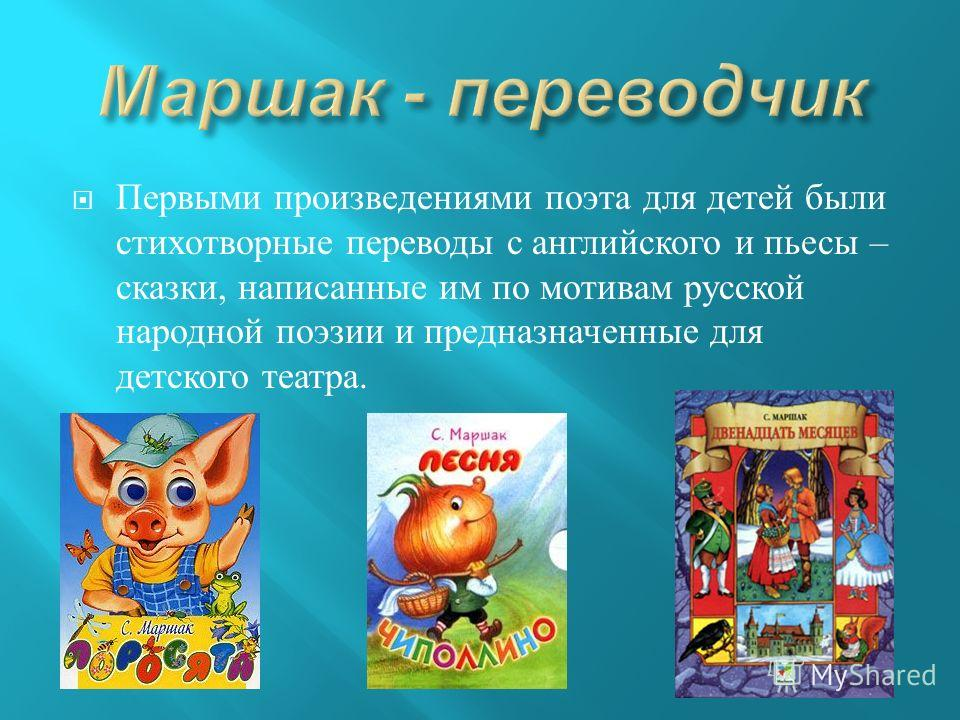 Маршак - переводчик
Первыми произведениями поэта для детей были
стихотворные переводы с английского и пьесы –
сказки, написанные им по мотивам русской
народной поэзии и предназначенные для
детского театра.
С. Маршак
ПОРОСЯТА
С. Маршак
ПЕСНЯ
ЧИПОЛЛИНО
С. МАРШАК
ДВЕНАДЦАТЬ МЕСЯЦЕВ
MyShared